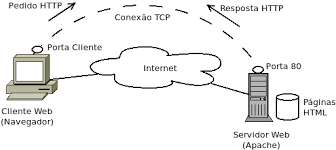 Pedido HTTP
Resposta HTTP
Conexão TCP
Porta Cliente
Internet
Porta 80
Páginas
HTML
Cliente Web
(Navegador)
Servidor Web
(Apache)